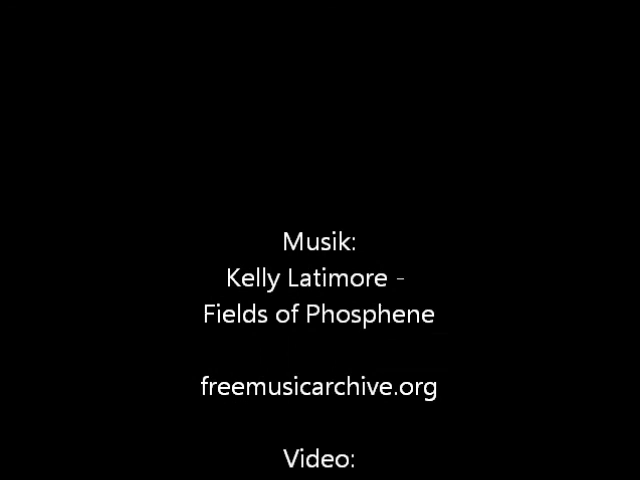 Musik:
Kelly Latimore -
Fields of Phosphene
freemusicarchive.org
Video: